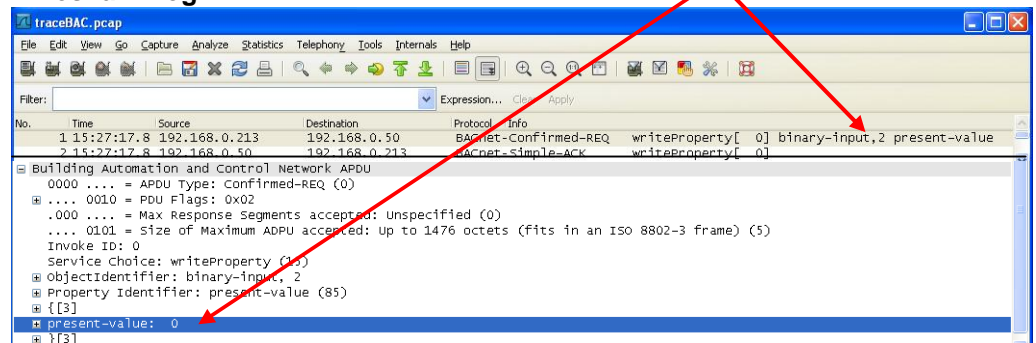 traceBAC.pcap
File Edit View Go Capture Analyze Statistics Telephony Tools Internals Help
Filter: Expression... Clear Apply
No. Time Source Destination Protocol Info
1 15:27:17.8 192.168.0.213 192.168.0.50 BACnet-Confirmed-REQ writeProperty[ 0] binary-input,2 present-value
2 15:27:17.8 192.168.0.50 192.168.0.213 BACnet-Simple-ACK writeProperty[ 0]
Building Automation and Control Network APDU
0000 .... = APDU Type: Confirmed-REQ (0)
.... 0010 = PDU Flags: 0x02
.000 .... = Max Response Segments accepted: Unspecified (0)
.... 0101 = Size of Maximum ADPU accepted: Up to 1476 octets (fits in an ISO 8802-3 frame) (5)
Invoke ID: 0
Service Choice: writeProperty (15)
ObjectIdentifier: binary-input, 2
Property Identifier: present-value (85)
{[3]
present-value: 0
}[3]